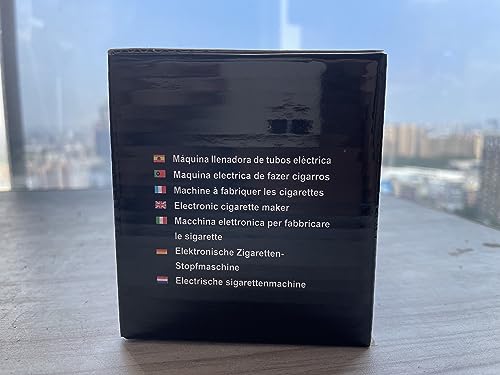 Máquina llenadora de tubos eléctrica
Maquina electrica de fazer cigarros
Machine à fabriquer les cigarettes
Electronic cigarette maker
Macchina elettronica per fabbricare
le sigarette
Elektronische Zigaretten-
Stopfmaschine
Electrische sigarettenmachine